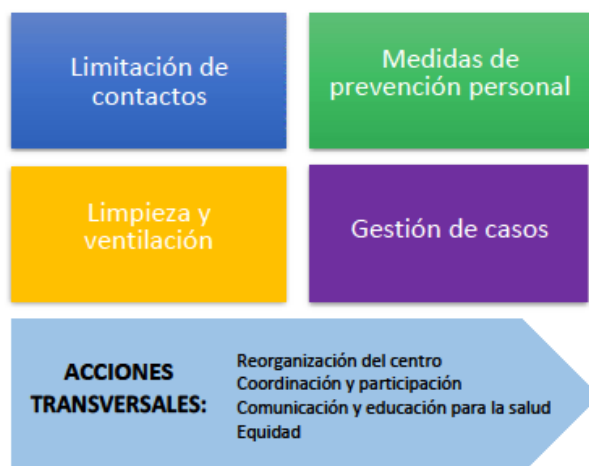 Limitación de
contactos
Medidas de
prevención personal
Limpieza y
ventilación
Gestión de casos
ACCIONES
TRANSVERSALES:
Reorganización del centro
Coordinación y participación
Comunicación y educación para la salud
Equidad